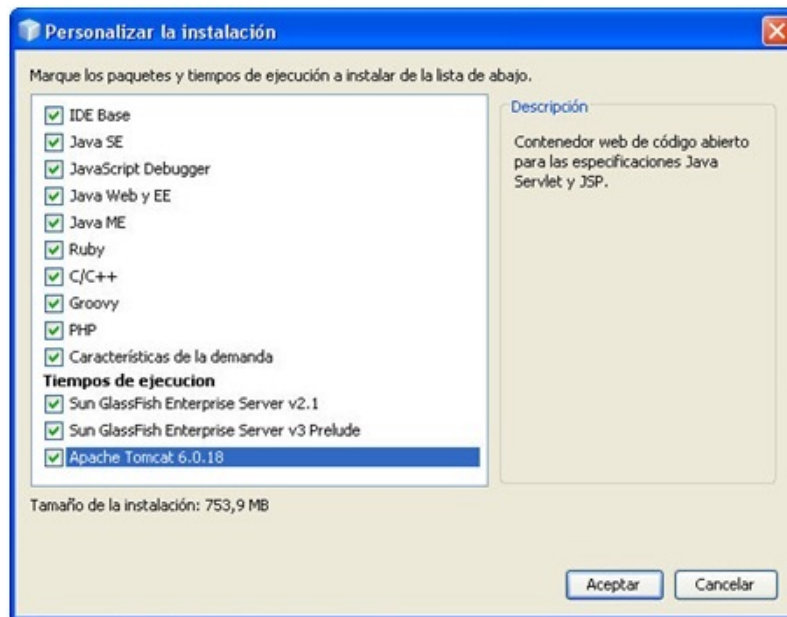 Personalizar la instalación
Marque los paquetes y tiempos de ejecución a instalar de la lista de abajo.
IDE Base
Java SE
JavaScript Debugger
Java Web y EE
Java ME
Ruby
C/C++
Groovy
PHP
Características de la demanda
Tiempos de ejecucion
Sun GlassFish Enterprise Server v2.1
Sun GlassFish Enterprise Server v3 Prelude
Apache Tomcat 6.0.18
Descripción
Contenedor web de código abierto
para las especificaciones Java
Servlet y JSP.
Tamaño de la instalación: 753,9 MB
Aceptar
Cancelar